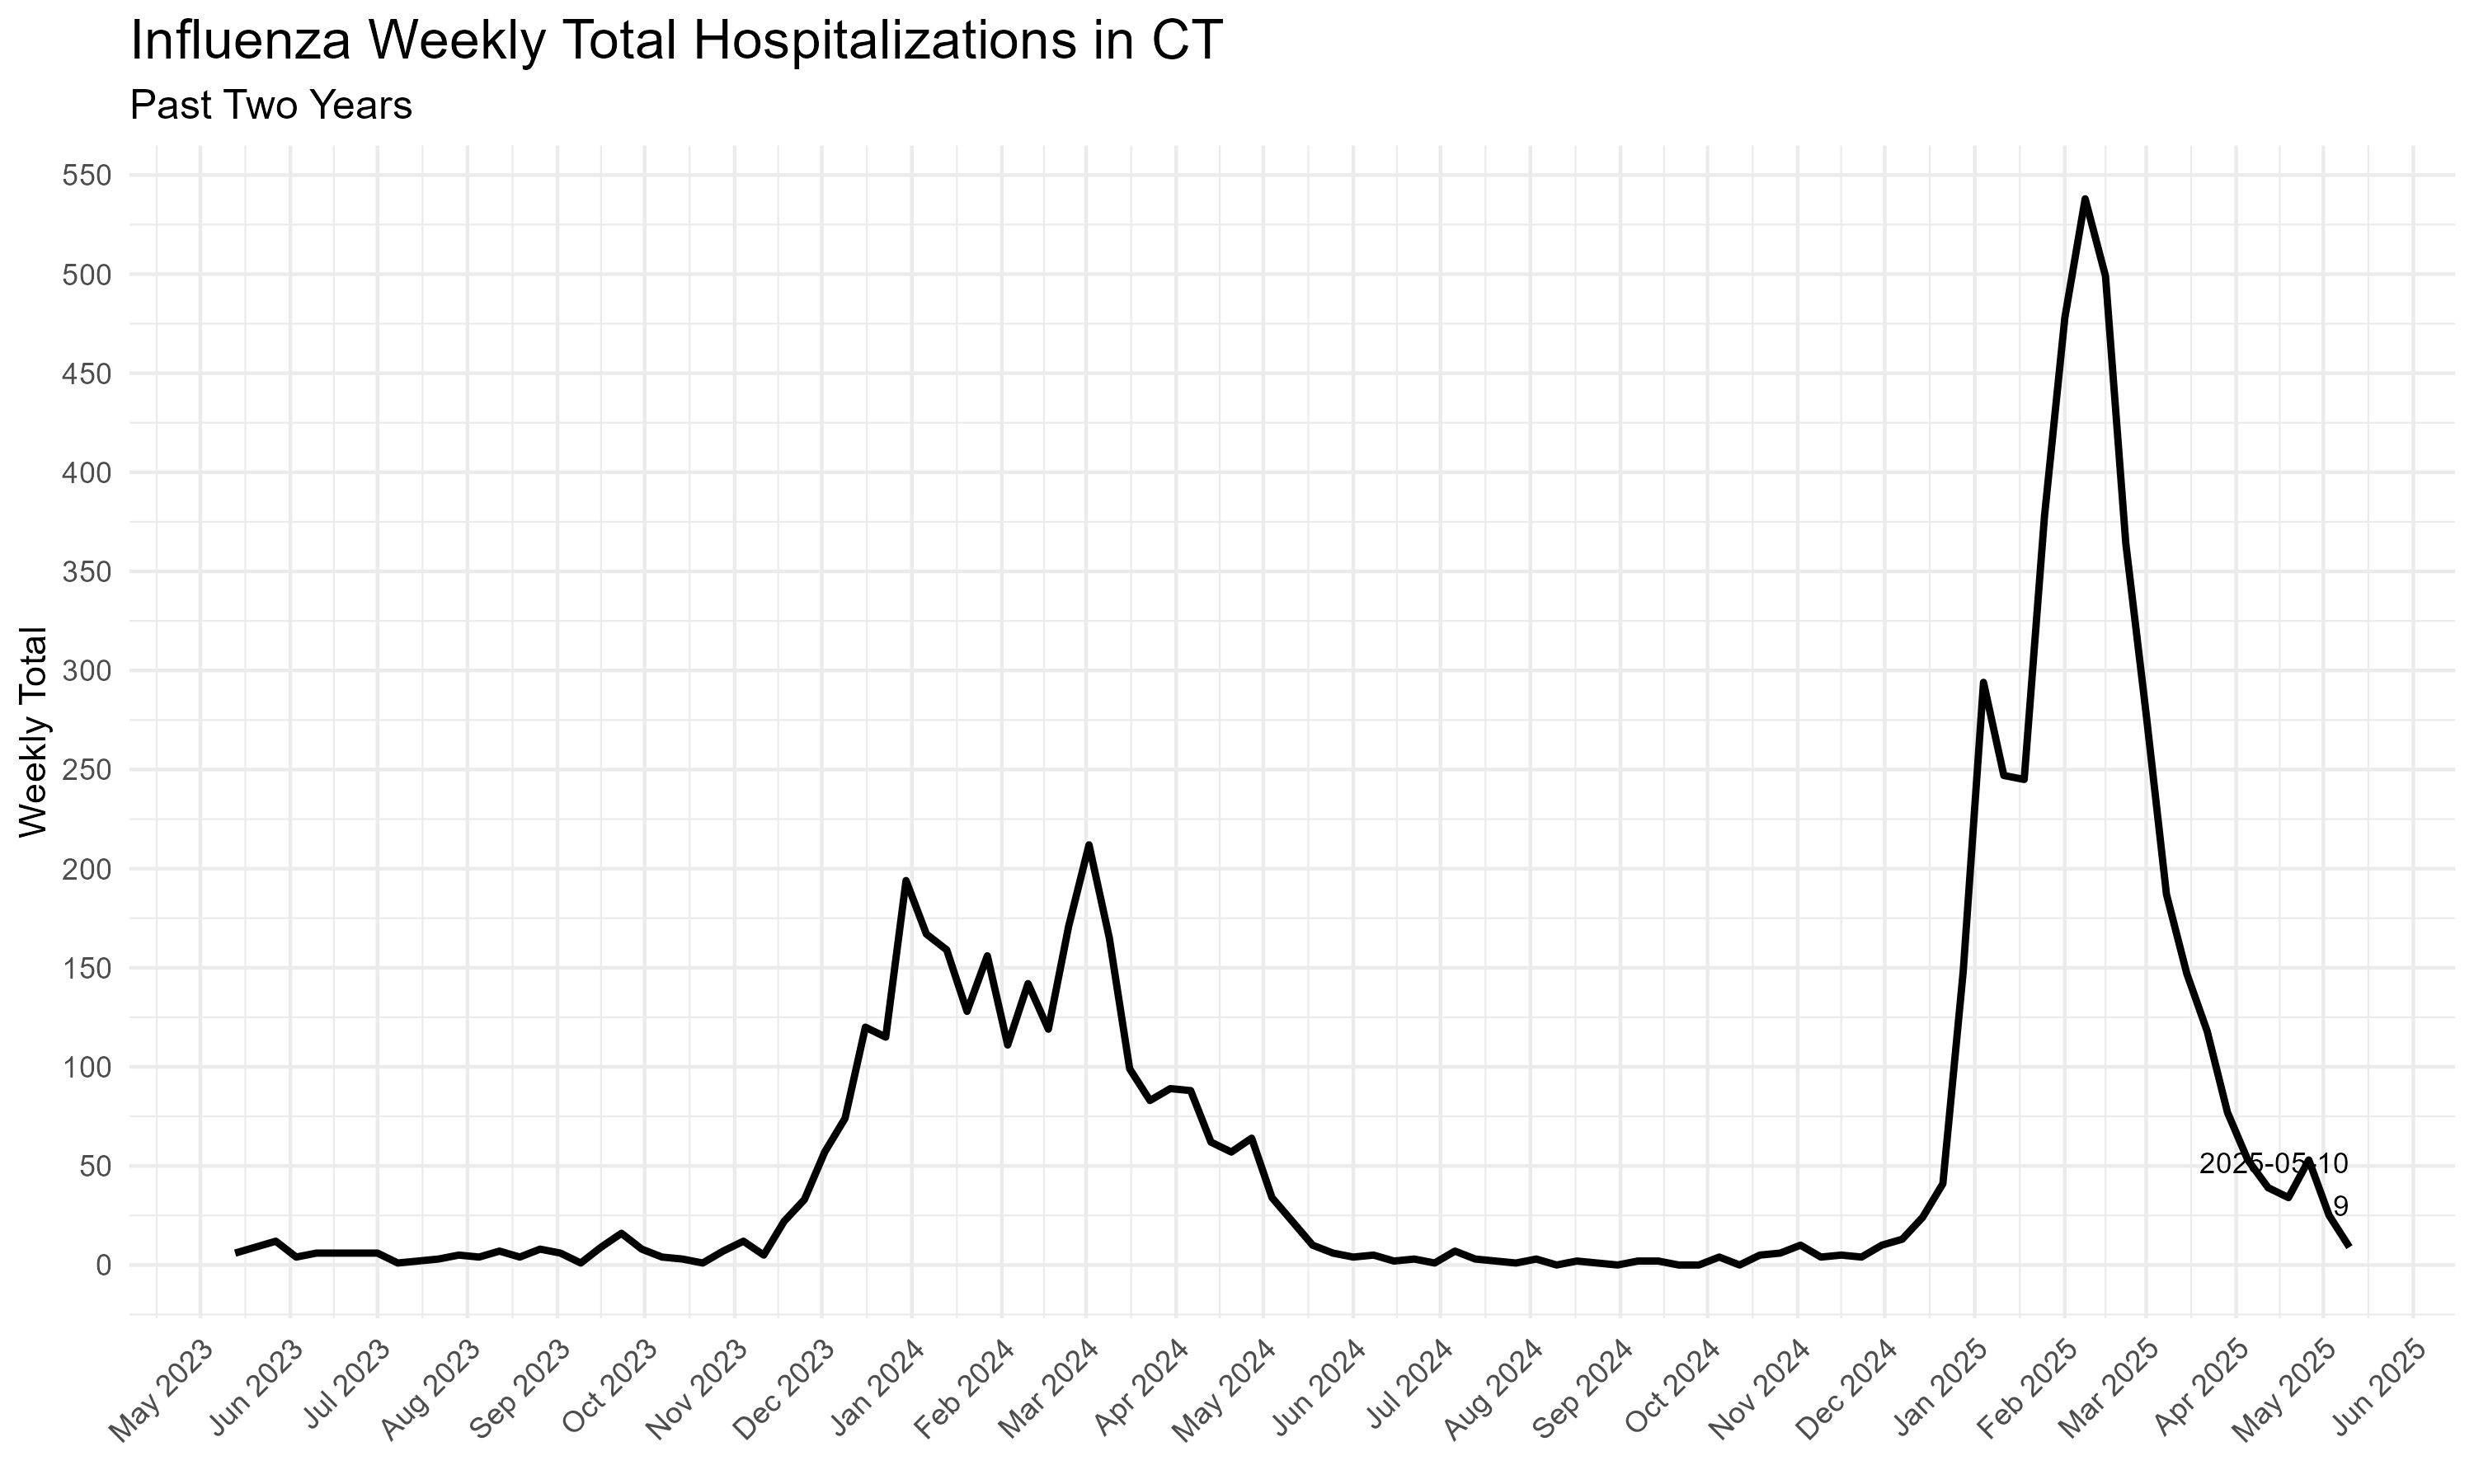 Influenza Weekly Total Hospitalizations in CT
Past Two Years
Weekly Total
550
500
450
400
350
300
250
200
150
100
50
0
2025-05-10
9
May 2023
Jun 2023
Jul 2023
Aug 2023
Sep 2023
Oct 2023
Nov 2023
Dec 2023
Jan 2024
Feb 2024
Mar 2024
Apr 2024
May 2024
Jun 2024
Jul 2024
Aug 2024
Sep 2024
Oct 2024
Nov 2024
Dec 2024
Jan 2025
Feb 2025
Mar 2025
Apr 2025
May 2025
Jun 2025